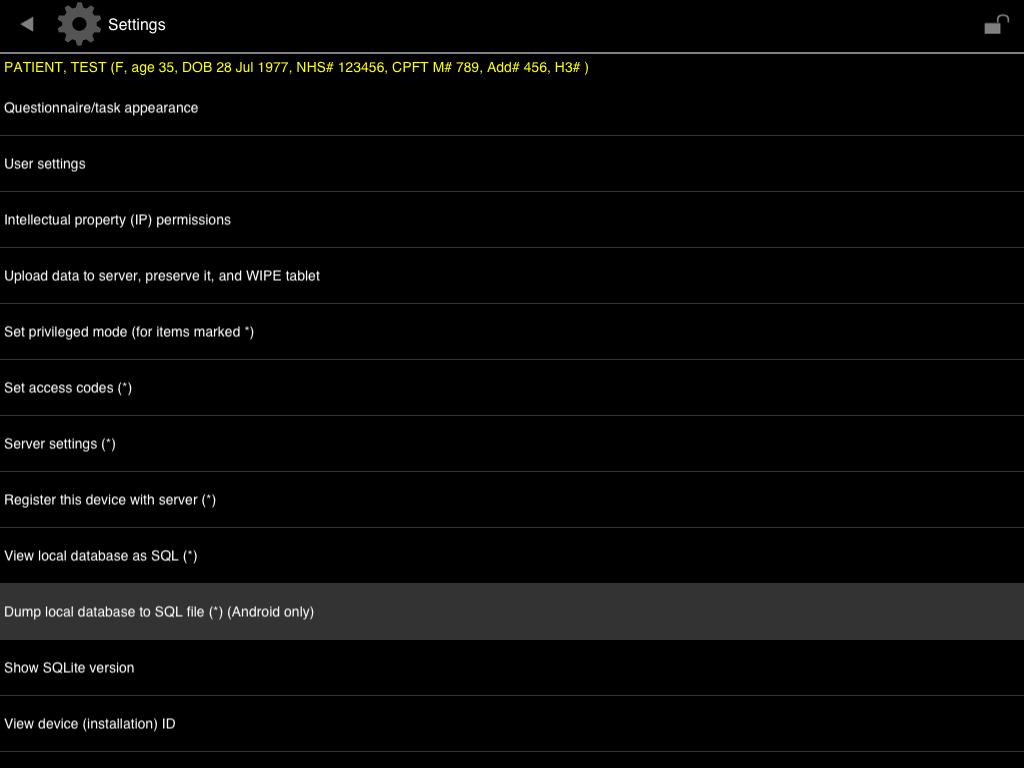 Settings
PATIENT, TEST (F, age 35, DOB 28 Jul 1977, NHS# 123456, CPFT M# 789, Add# 456, H3# )
Questionnaire/task appearance
User settings
Intellectual property (IP) permissions
Upload data to server, preserve it, and WIPE tablet
Set privileged mode (for items marked *)
Set access codes (*)
Server settings (*)
Register this device with server (*)
View local database as SQL (*)
Dump local database to SQL file (*) (Android only)
Show SQLite version
View device (installation) ID